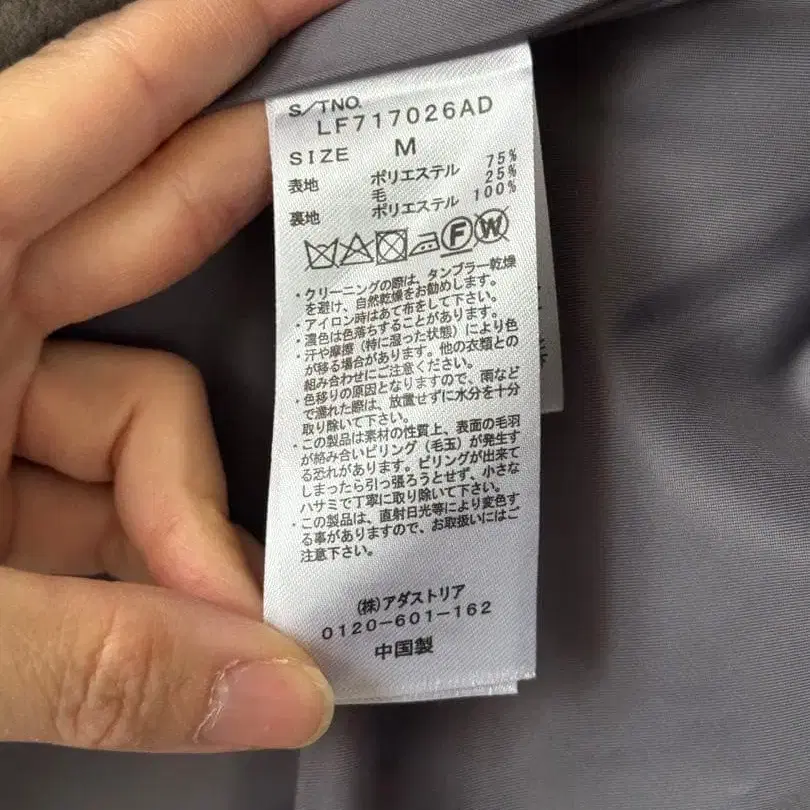 S/TNO.
LF717026AD
SIZE M
表地 ポリエステル 75%
毛 25%
裏地 ポリエステル 100%
F W
・クリーニングの際は、タンブラー乾燥
を避け、自然乾燥をお勧めします。
・アイロン時はあて布をして下さい。
・濃色は色落ちすることがあります。
・汗や摩擦（特に湿った状態）により色
が移る場合があります。他の衣類との
組み合わせにご注意ください。
・色移りの原因となりますので、雨など
で濡れた際は、放置せずに水分を十分
取り除いて下さい。
・この製品は素材の性質上、表面の毛羽
が絡み合いピリング（毛玉）が発生す
る恐れがあります。ピリングが出来て
しまったら引っ張ろうとせず、小さな
ハサミで丁寧に取り除いて下さい。
・この製品は、直射日光等により変色す
る事がありますので、お取扱いにはご
注意下さい。
(株)アダストリア
0120-601-162
中国製